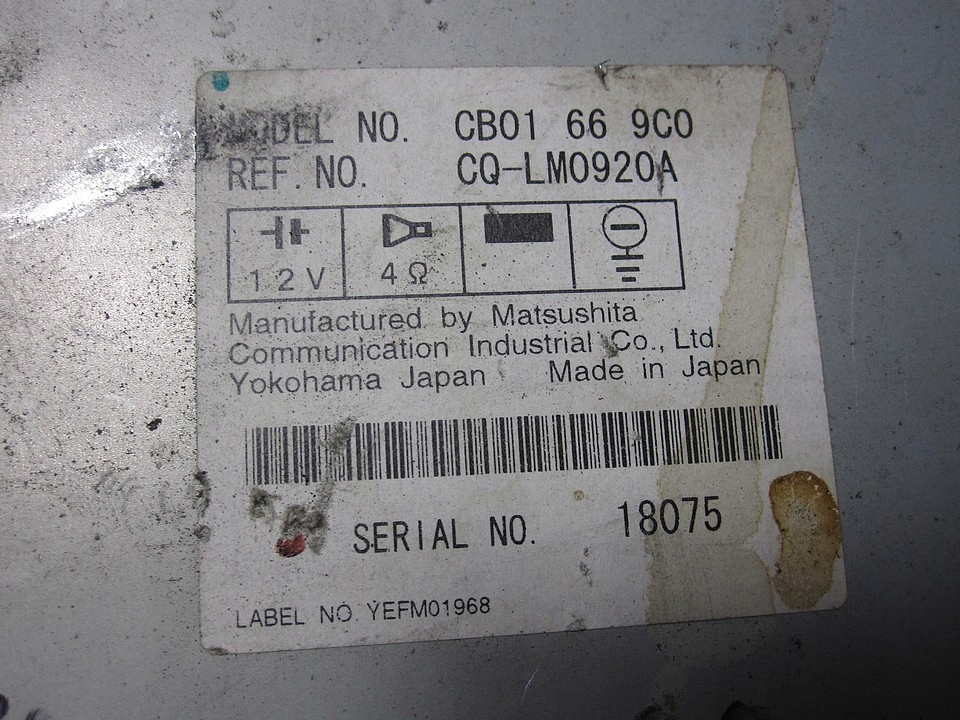 MODEL NO. CB01 66 9C0
REF. NO. CQ-LM0920A
12V 4Ω
Manufactured by Matsushita
Communication Industrial Co., Ltd.
Yokohama Japan Made in Japan
SERIAL NO. 18075
LABEL NO. YEFM01968